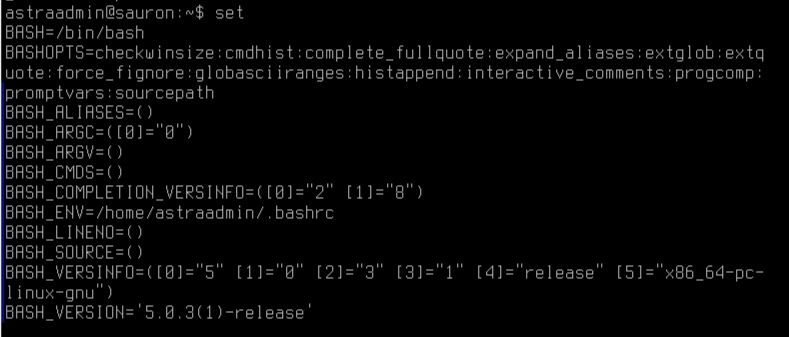 astraadmin@sauron:~$ set
BASH=/bin/bash
BASHOPTS=checkwinsize:cmdhist:complete_fullquote:expand_aliases:extglob:extq
uote:force_fignore:globasciiranges:histappend:interactive_comments:progcomp:
promptvars:sourcepath
BASH_ALIASES=()
BASH_ARGC=([0]="0")
BASH_ARGV=()
BASH_CMDS=()
BASH_COMPLETION_VERSINFO=([0]="2" [1]="8")
BASH_ENV=/home/astraadmin/.bashrc
BASH_LINENO=()
BASH_SOURCE=()
BASH_VERSINFO=([0]="5" [1]="0" [2]="3" [3]="1" [4]="release" [5]="x86_64-pc-
linux-gnu")
BASH_VERSION='5.0.3(1)-release'